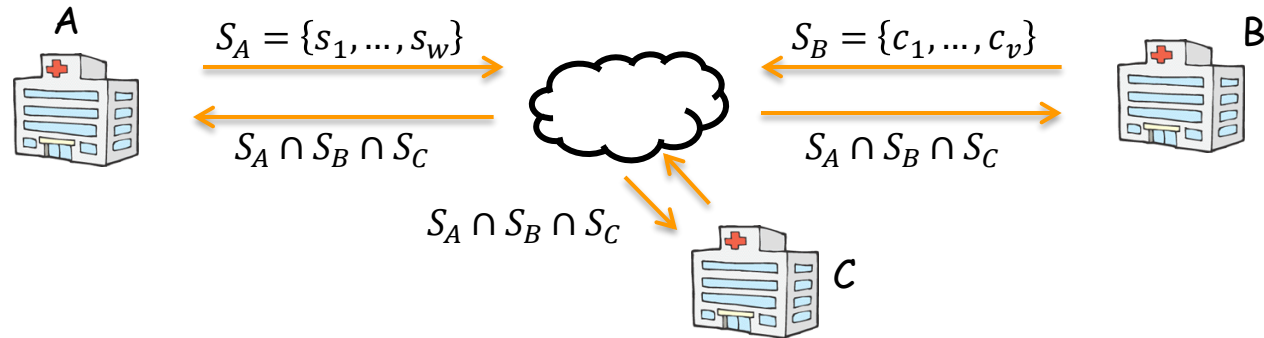 A
S_A = {s_1, …, s_w}
S_B = {c_1, …, c_v}
B
S_A ∩ S_B ∩ S_C
S_A ∩ S_B ∩ S_C
S_A ∩ S_B ∩ S_C
C